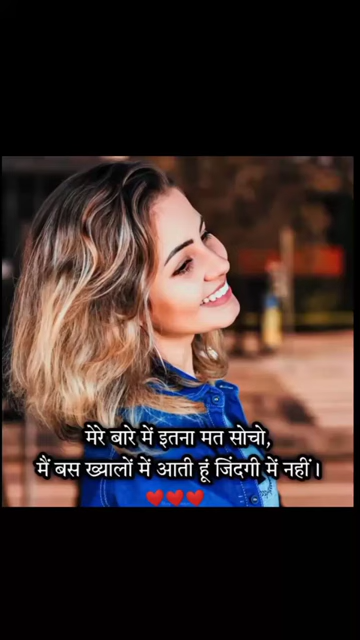 मेरे बारे में इतना मत सोचो,
मैं बस ख्यालों में आती हूं जिंदगी में नहीं।
❤❤❤